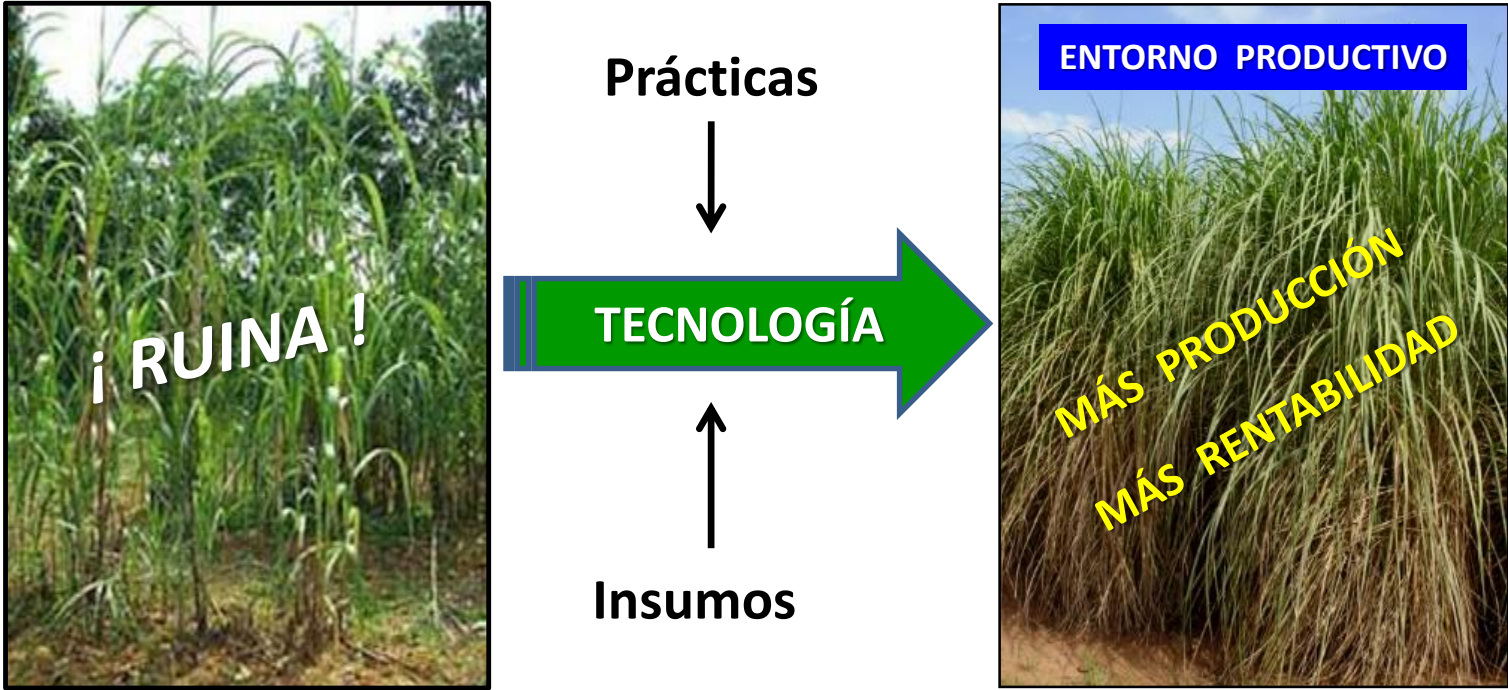 ¡ RUINA !
Prácticas
TECNOLOGÍA
Insumos
ENTORNO PRODUCTIVO
MÁS PRODUCCIÓN
MÁS RENTABILIDAD